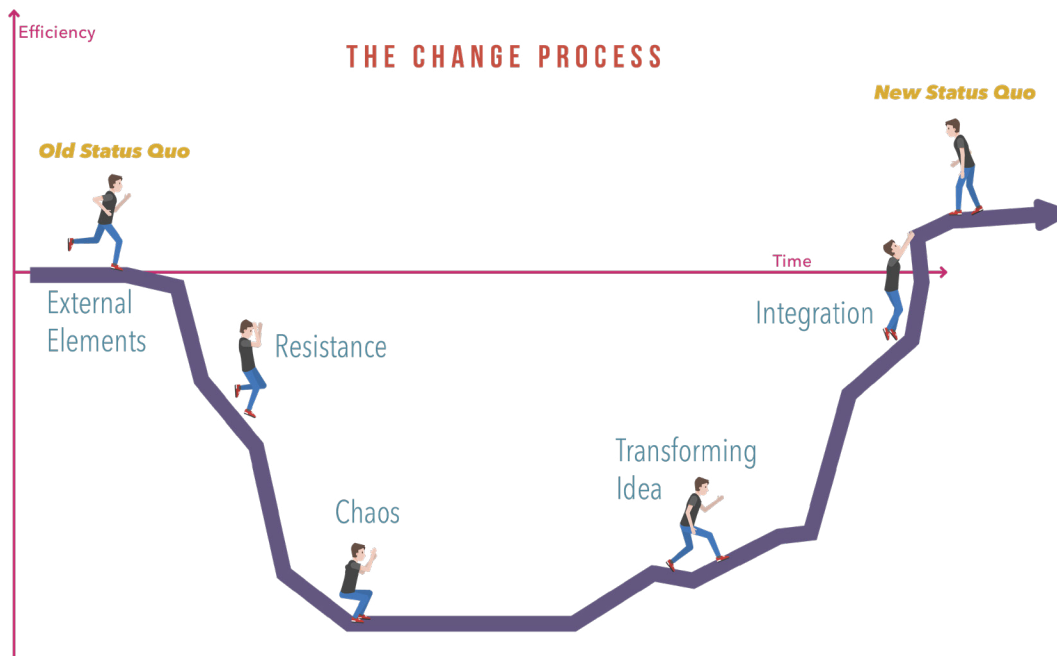 Efficiency
THE CHANGE PROCESS
New Status Quo
Old Status Quo
Time
External
Elements
Integration
Resistance
Transforming
Idea
Chaos